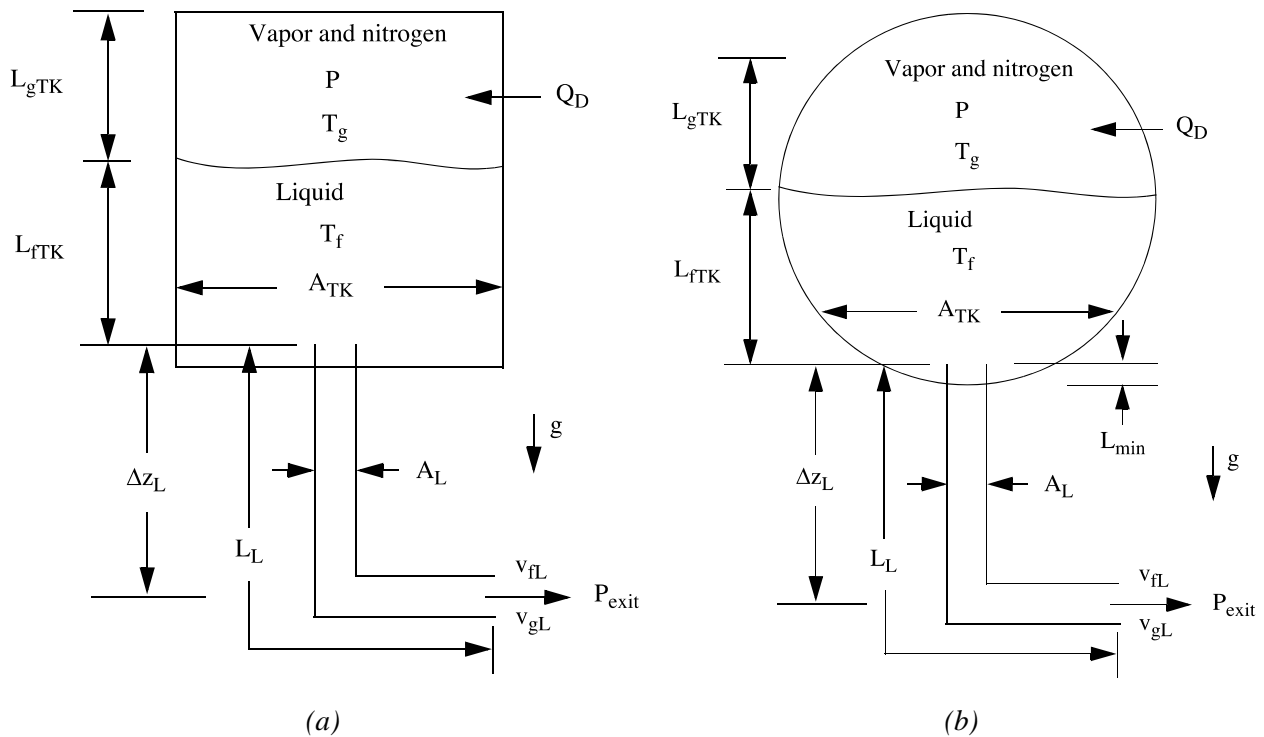 Vapor and nitrogen
L_gTK
P
Q_D
T_g
Liquid
L_fTK
T_f
A_TK
g
Δz_L
A_L
L_L
v_fL
P_exit
v_gL
(a)
Vapor and nitrogen
L_gTK
P
Q_D
T_g
Liquid
L_fTK
T_f
A_TK
L_min
g
Δz_L
A_L
L_L
v_fL
P_exit
v_gL
(b)